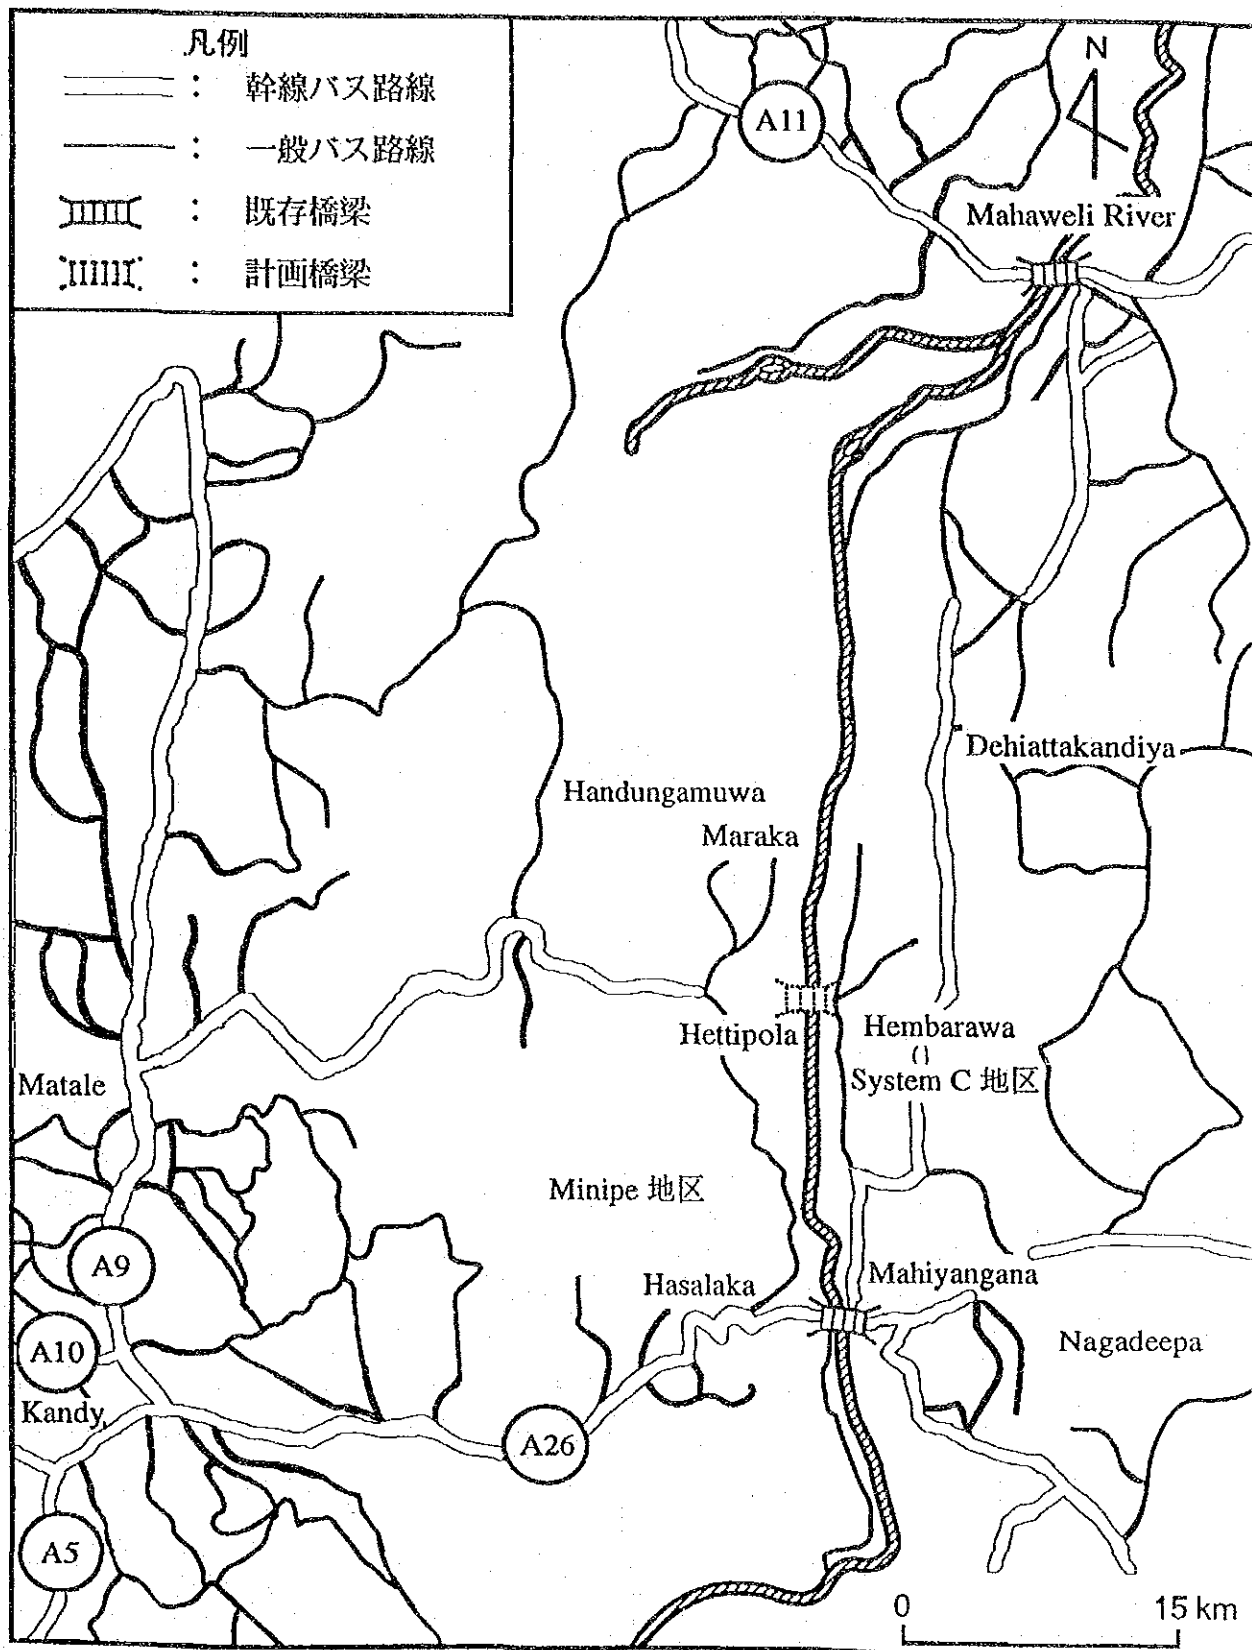 凡例
： 幹線バス路線
： 一般バス路線
： 既存橋梁
： 計画橋梁
A11
N
Mahaweli River
Dehiattakandiya
Handungamuwa
Maraka
Hettipola
Hembarawa
()
System C 地区
Matale
Minipe 地区
A9
Hasalaka
Mahiyangana
A10
Nagadeepa
Kandy
A26
A5
0 15 km